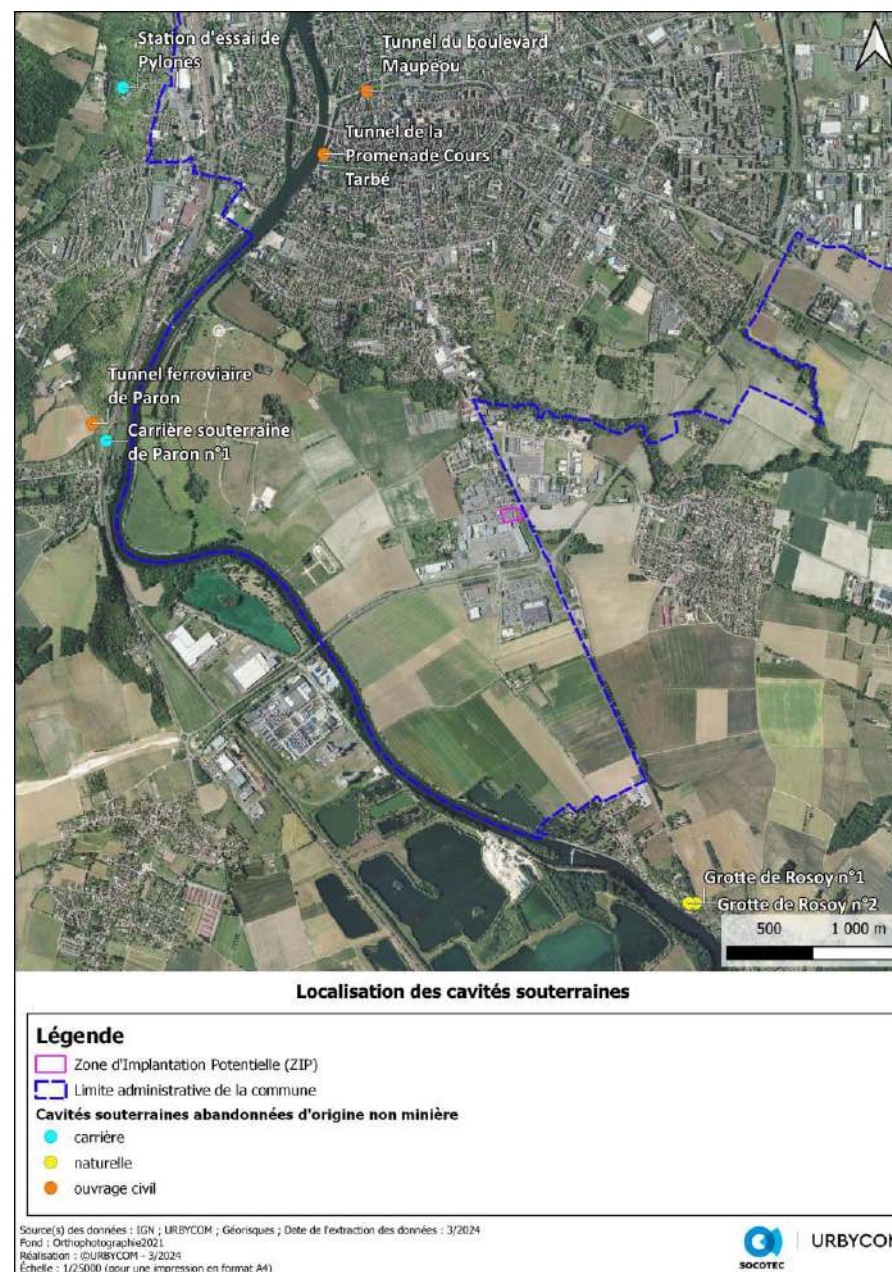 Station d'essai de
Pylones
Tunnel du boulevard
Maupeou
Tunnel de la
Promenade Cours
Tarbé
Tunnel ferroviaire
de Paron
Carrière souterraine
de Paron n°1
Grotte de Rosoy n°1
Grotte de Rosoy n°2
500 1 000 m
Localisation des cavités souterraines
Légende
Zone d'Implantation Potentielle (ZIP)
Limite administrative de la commune
Cavités souterraines abandonnées d'origine non minière
carrière
naturelle
ouvrage civil
Source(s) des données : IGN ; URBYCOM ; Géorisques ; Date de l'extraction des données : 3/2024
Fond : Orthophotographie2021
Réalisation : ©URBYCOM - 3/2024
Échelle : 1/25000 (pour une impression en format A4)
SOCOTEC
URBYCOM